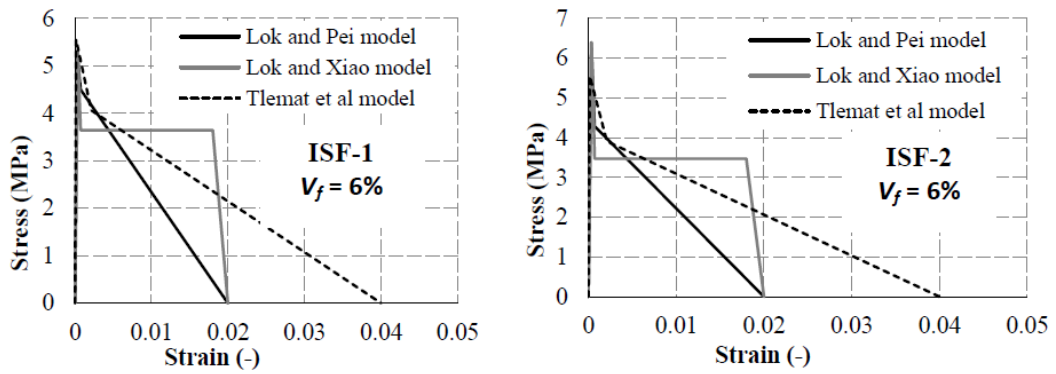 6
5
4
3
2
1
0
Stress (MPa)
Lok and Pei model
Lok and Xiao model
Tlemat et al model
ISF-1
Vf = 6%
0 0.01 0.02 0.03 0.04 0.05
Strain (-)
7
6
5
4
3
2
1
0
Stress (MPa)
Lok and Pei model
Lok and Xiao model
Tlemat et al model
ISF-2
Vf = 6%
0 0.01 0.02 0.03 0.04 0.05
Strain (-)